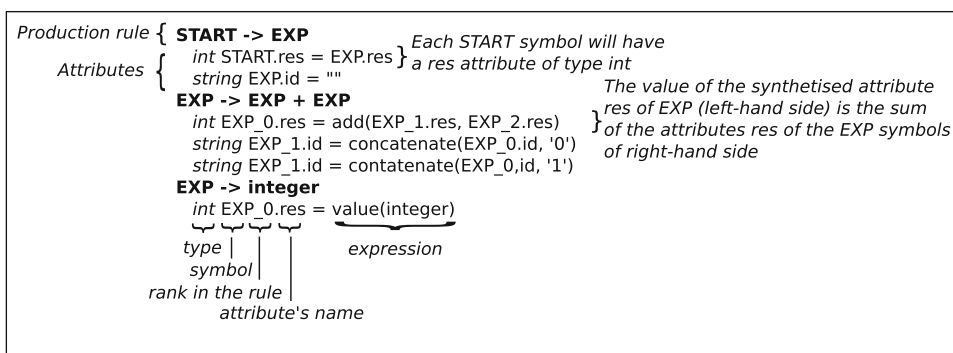 Production rule { START -> EXP
Attributes { int START.res = EXP.res } Each START symbol will have
string EXP.id = "" a res attribute of type int
EXP -> EXP + EXP
int EXP_0.res = add(EXP_1.res, EXP_2.res)
string EXP_1.id = concatenate(EXP_0.id, '0')
string EXP_1.id = contatenate(EXP_0,id, '1')
} The value of the synthetised attribute
res of EXP (left-hand side) is the sum
of the attributes res of the EXP symbols
of right-hand side
EXP -> integer
int EXP_0.res = value(integer)
type
expression
symbol
rank in the rule
attribute's name